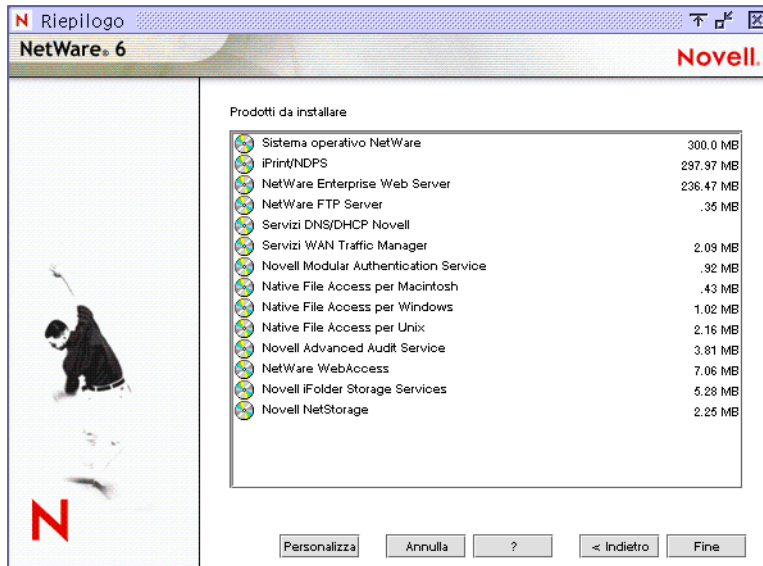 N Riepilogo
NetWare® 6
Novell®
Prodotti da installare
Sistema operativo NetWare 300.0 MB
iPrint/NDPS 297.97 MB
NetWare Enterprise Web Server 236.47 MB
NetWare FTP Server .35 MB
Servizi DNS/DHCP Novell
Servizi WAN Traffic Manager 2.09 MB
Novell Modular Authentication Service .92 MB
Native File Access per Macintosh .43 MB
Native File Access per Windows 1.02 MB
Native File Access per Unix 2.16 MB
Novell Advanced Audit Service 3.81 MB
NetWare WebAccess 7.06 MB
Novell iFolder Storage Services 5.28 MB
Novell NetStorage 2.25 MB
N
Personalizza Annulla ? < Indietro Fine